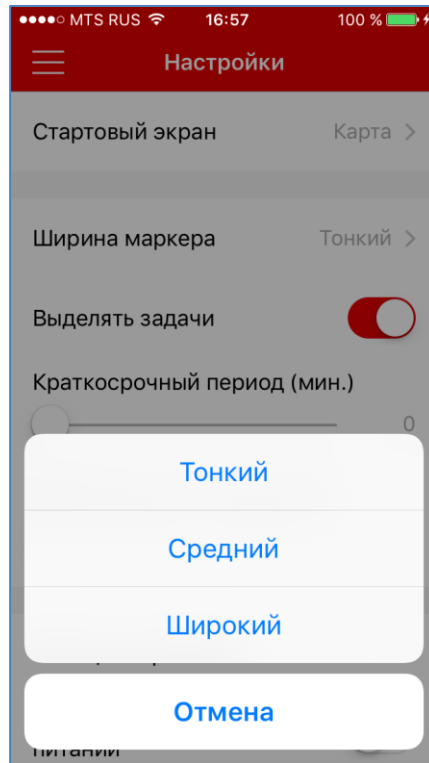 MTS RUS 16:57 100 %
Настройки
Стартовый экран Карта
Ширина маркера Тонкий
Выделять задачи
Краткосрочный период (мин.)
0
Тонкий
Средний
Широкий
Отмена
питании